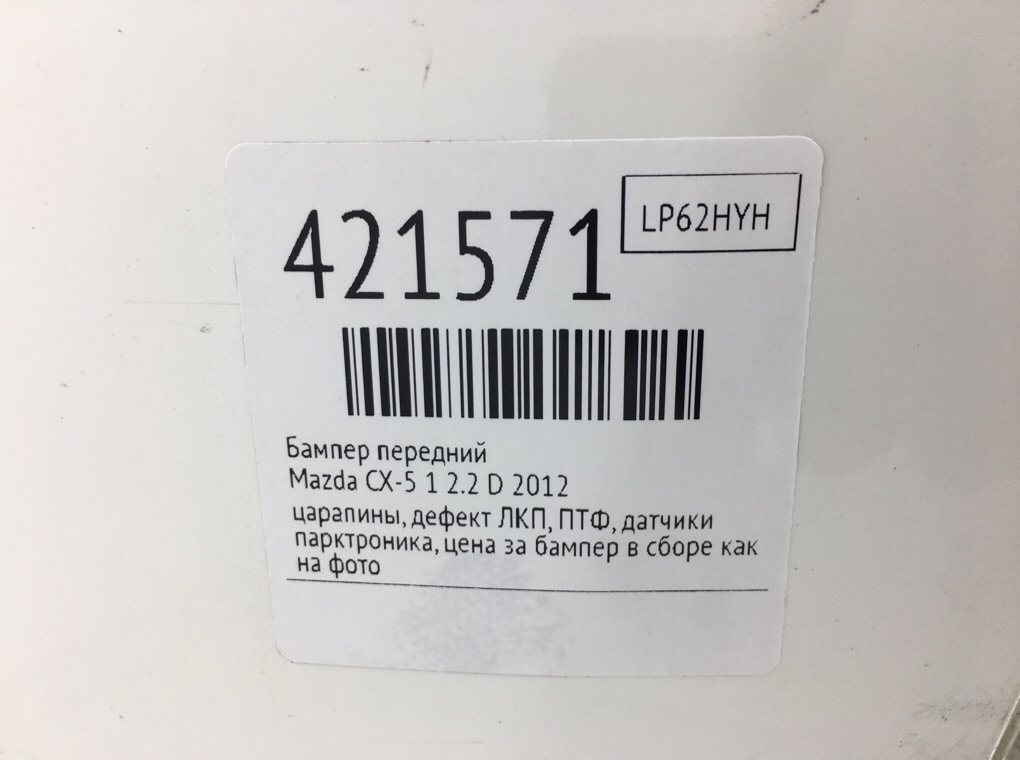 421571
LP62HYH
Бампер передний
Mazda CX-5 1 2.2 D 2012
царапины, дефект ЛКП, ПТФ, датчики
парктроника, цена за бампер в сборе как
на фото